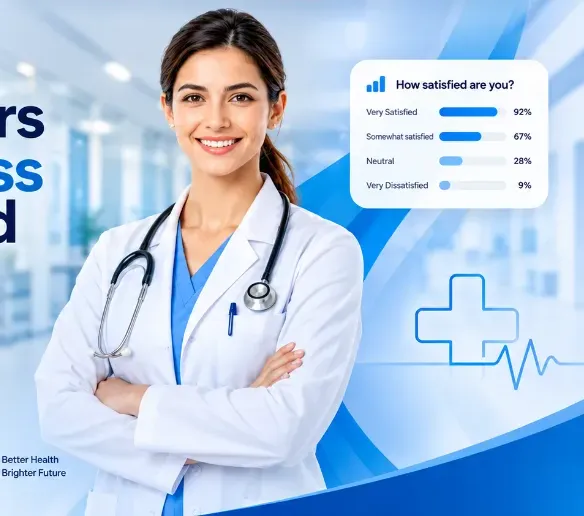 rs
ss
d
How satisfied are you?
Very Satisfied 92%
Somewhat satisfied 67%
Neutral 28%
Very Dissatisfied 9%
Better Health
Brighter Future